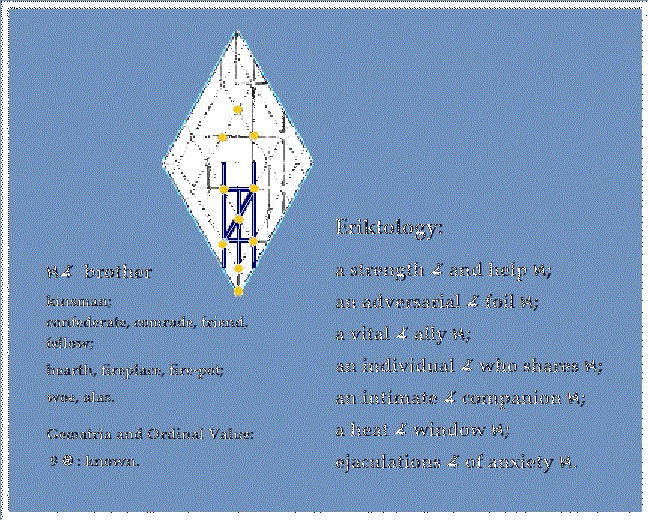 Eriktology:
brother
kinsman;
confederate, comrade, friend.
fellow;
hearth, fireplace, fire-pot;
woe, alas.
Gematria and Ordinal Value:
9 : known.
a strength and help ;
an adversarial foil ;
a vital ally ;
an individual who shares ;
an intimate companion ;
a heat window ;
ejaculations of anxiety .